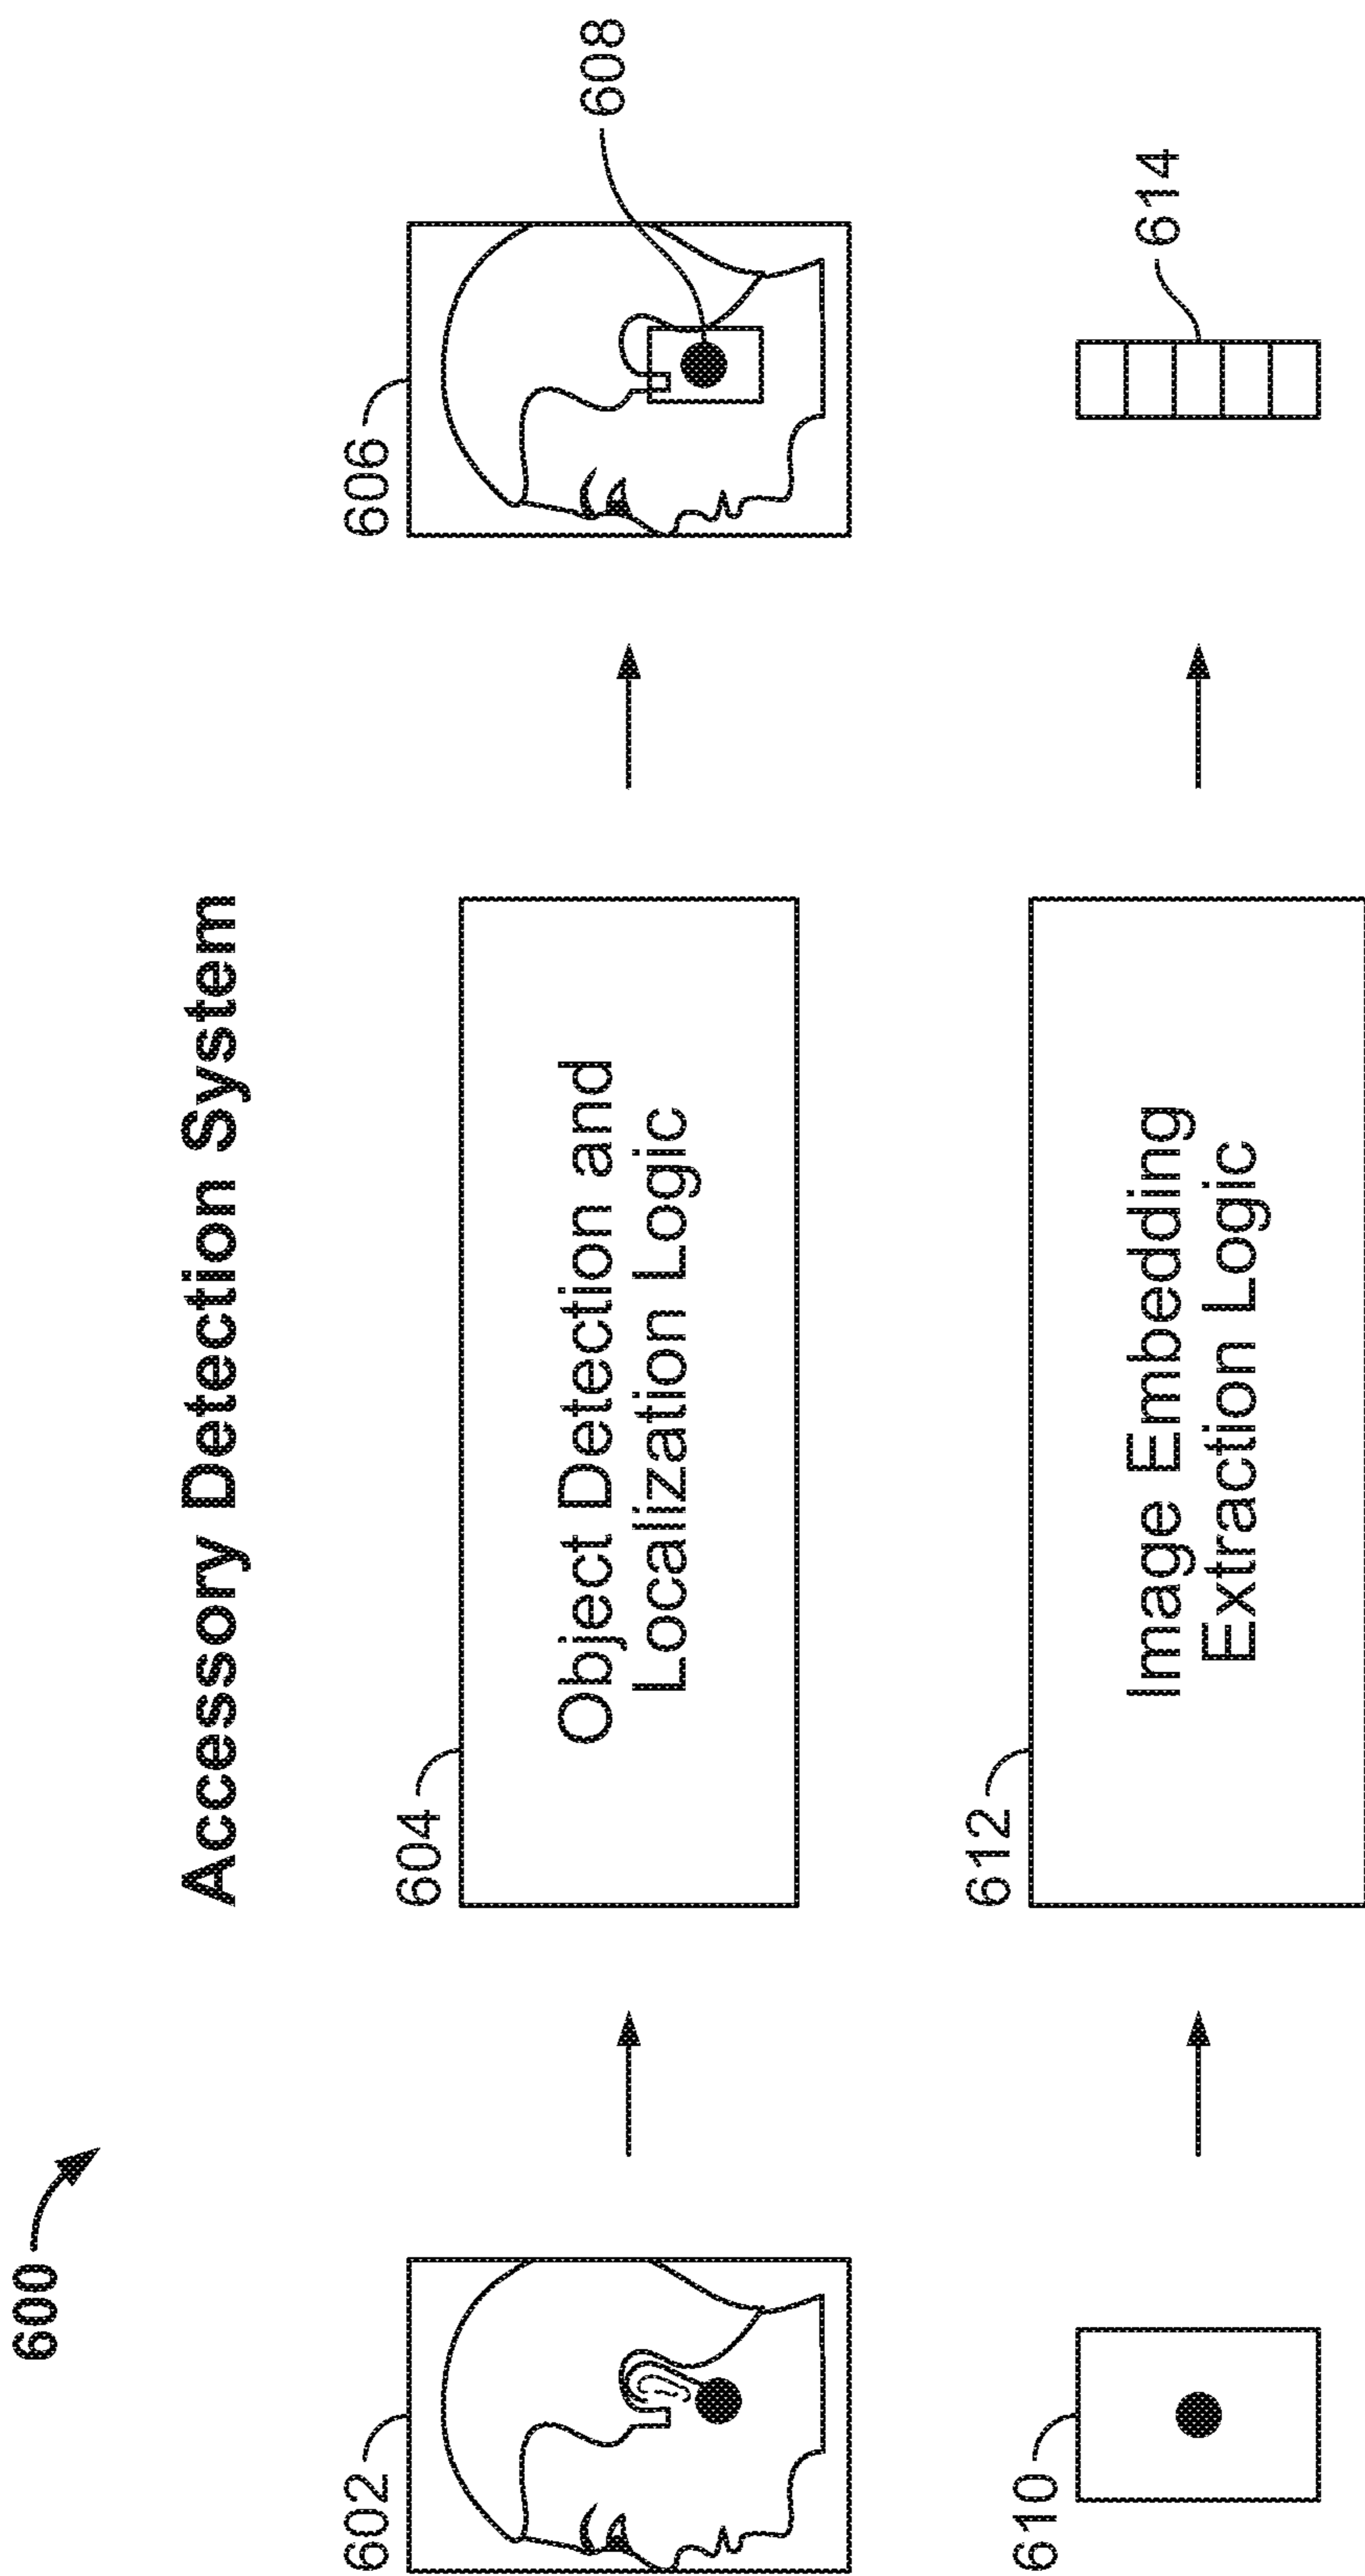 600
Accessory Detection System
602
604
606
Object Detection and
Localization Logic
608
610
612
Image Embedding
Extraction Logic
614